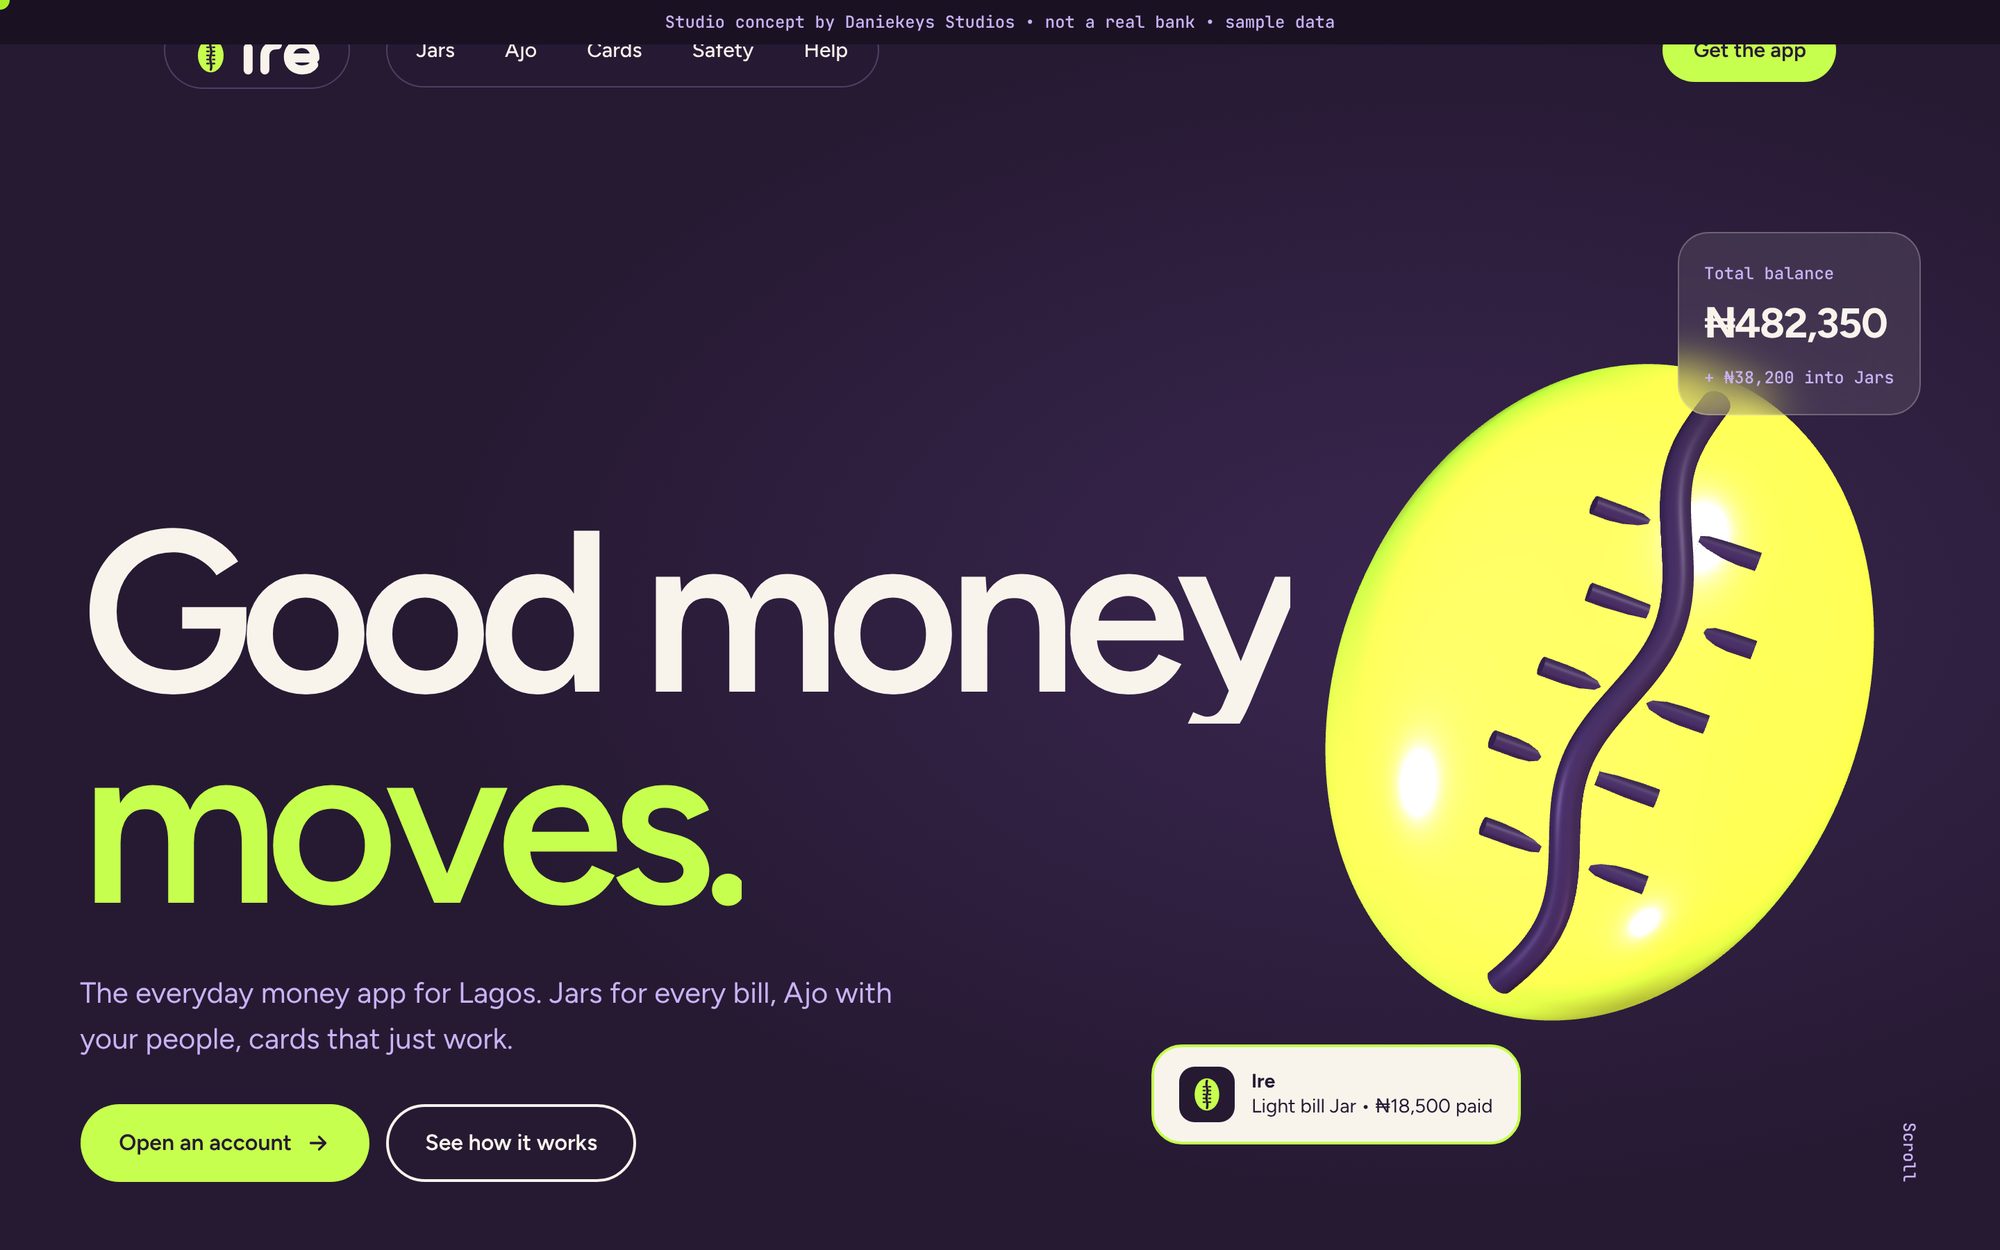 Studio concept by Daniekeys Studios • not a real bank • sample data
ire
Jars
Ajo
Cards
Safety
Help
Get the app
Total balance
₦482,350
+ ₦38,200 into Jars
Good money
moves.
The everyday money app for Lagos. Jars for every bill, Ajo with
your people, cards that just work.
Open an account →
See how it works
Ire
Light bill Jar • ₦18,500 paid
Scroll